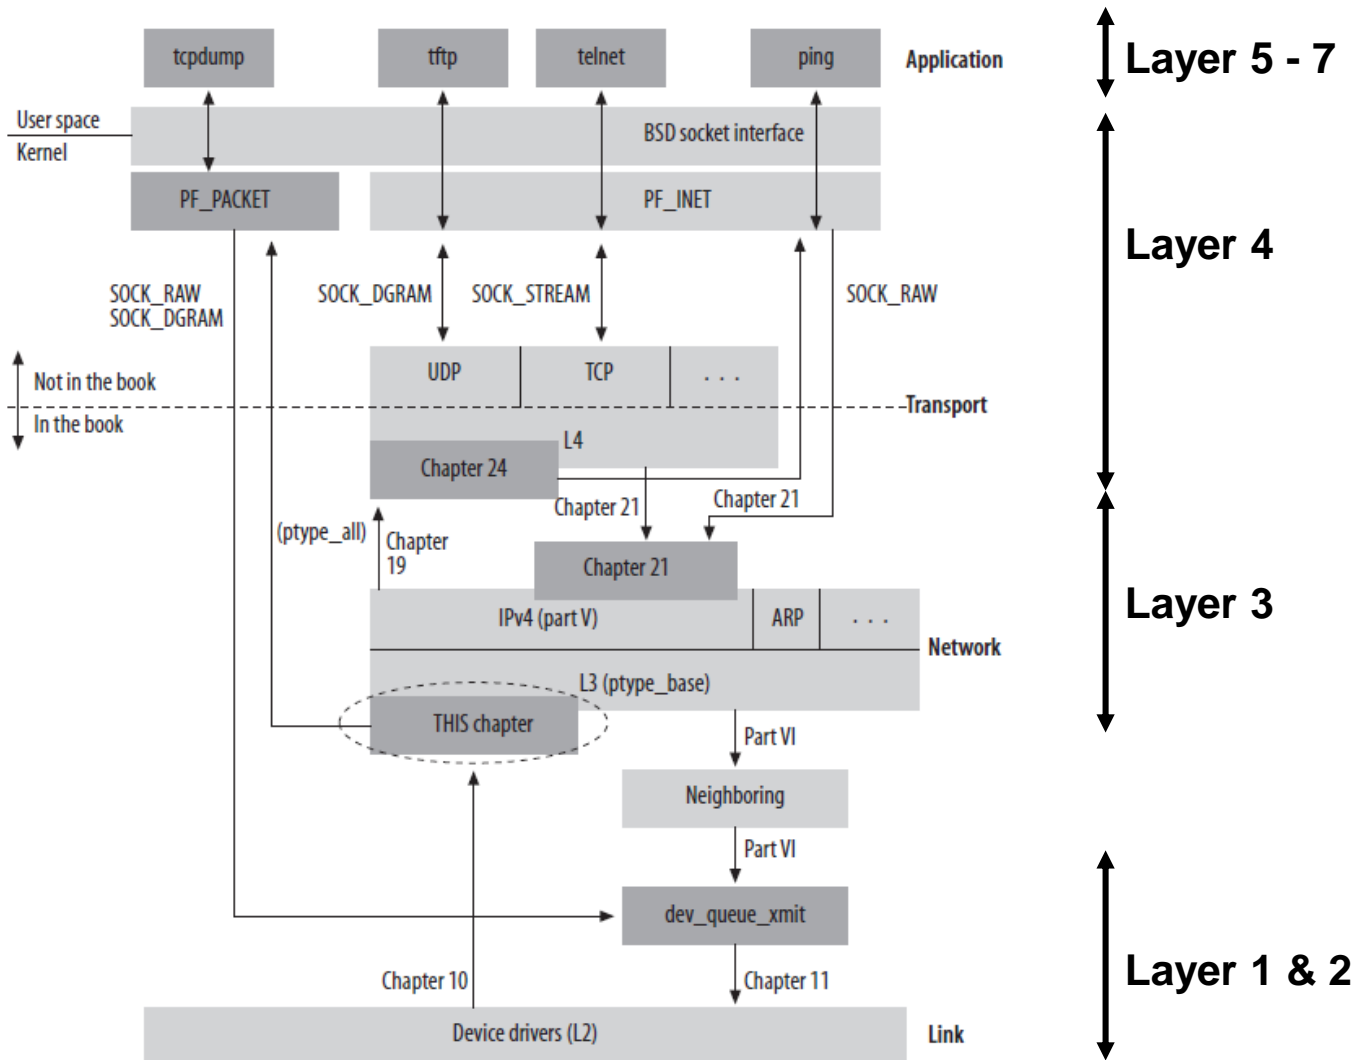 tcpdump
tftp
telnet
ping
Application
Layer 5 - 7
User space
Kernel
BSD socket interface
PF_PACKET
PF_INET
Layer 4
SOCK_RAW
SOCK_DGRAM
SOCK_DGRAM
SOCK_STREAM
SOCK_RAW
UDP
TCP
. . .
Not in the book
In the book
Transport
L4
Chapter 24
Chapter 21
Chapter 21
(ptype_all)
Chapter
19
Chapter 21
Layer 3
IPv4 (part V)
ARP
. . .
Network
L3 (ptype_base)
THIS chapter
Part VI
Neighboring
Part VI
dev_queue_xmit
Chapter 10
Chapter 11
Layer 1 & 2
Device drivers (L2)
Link